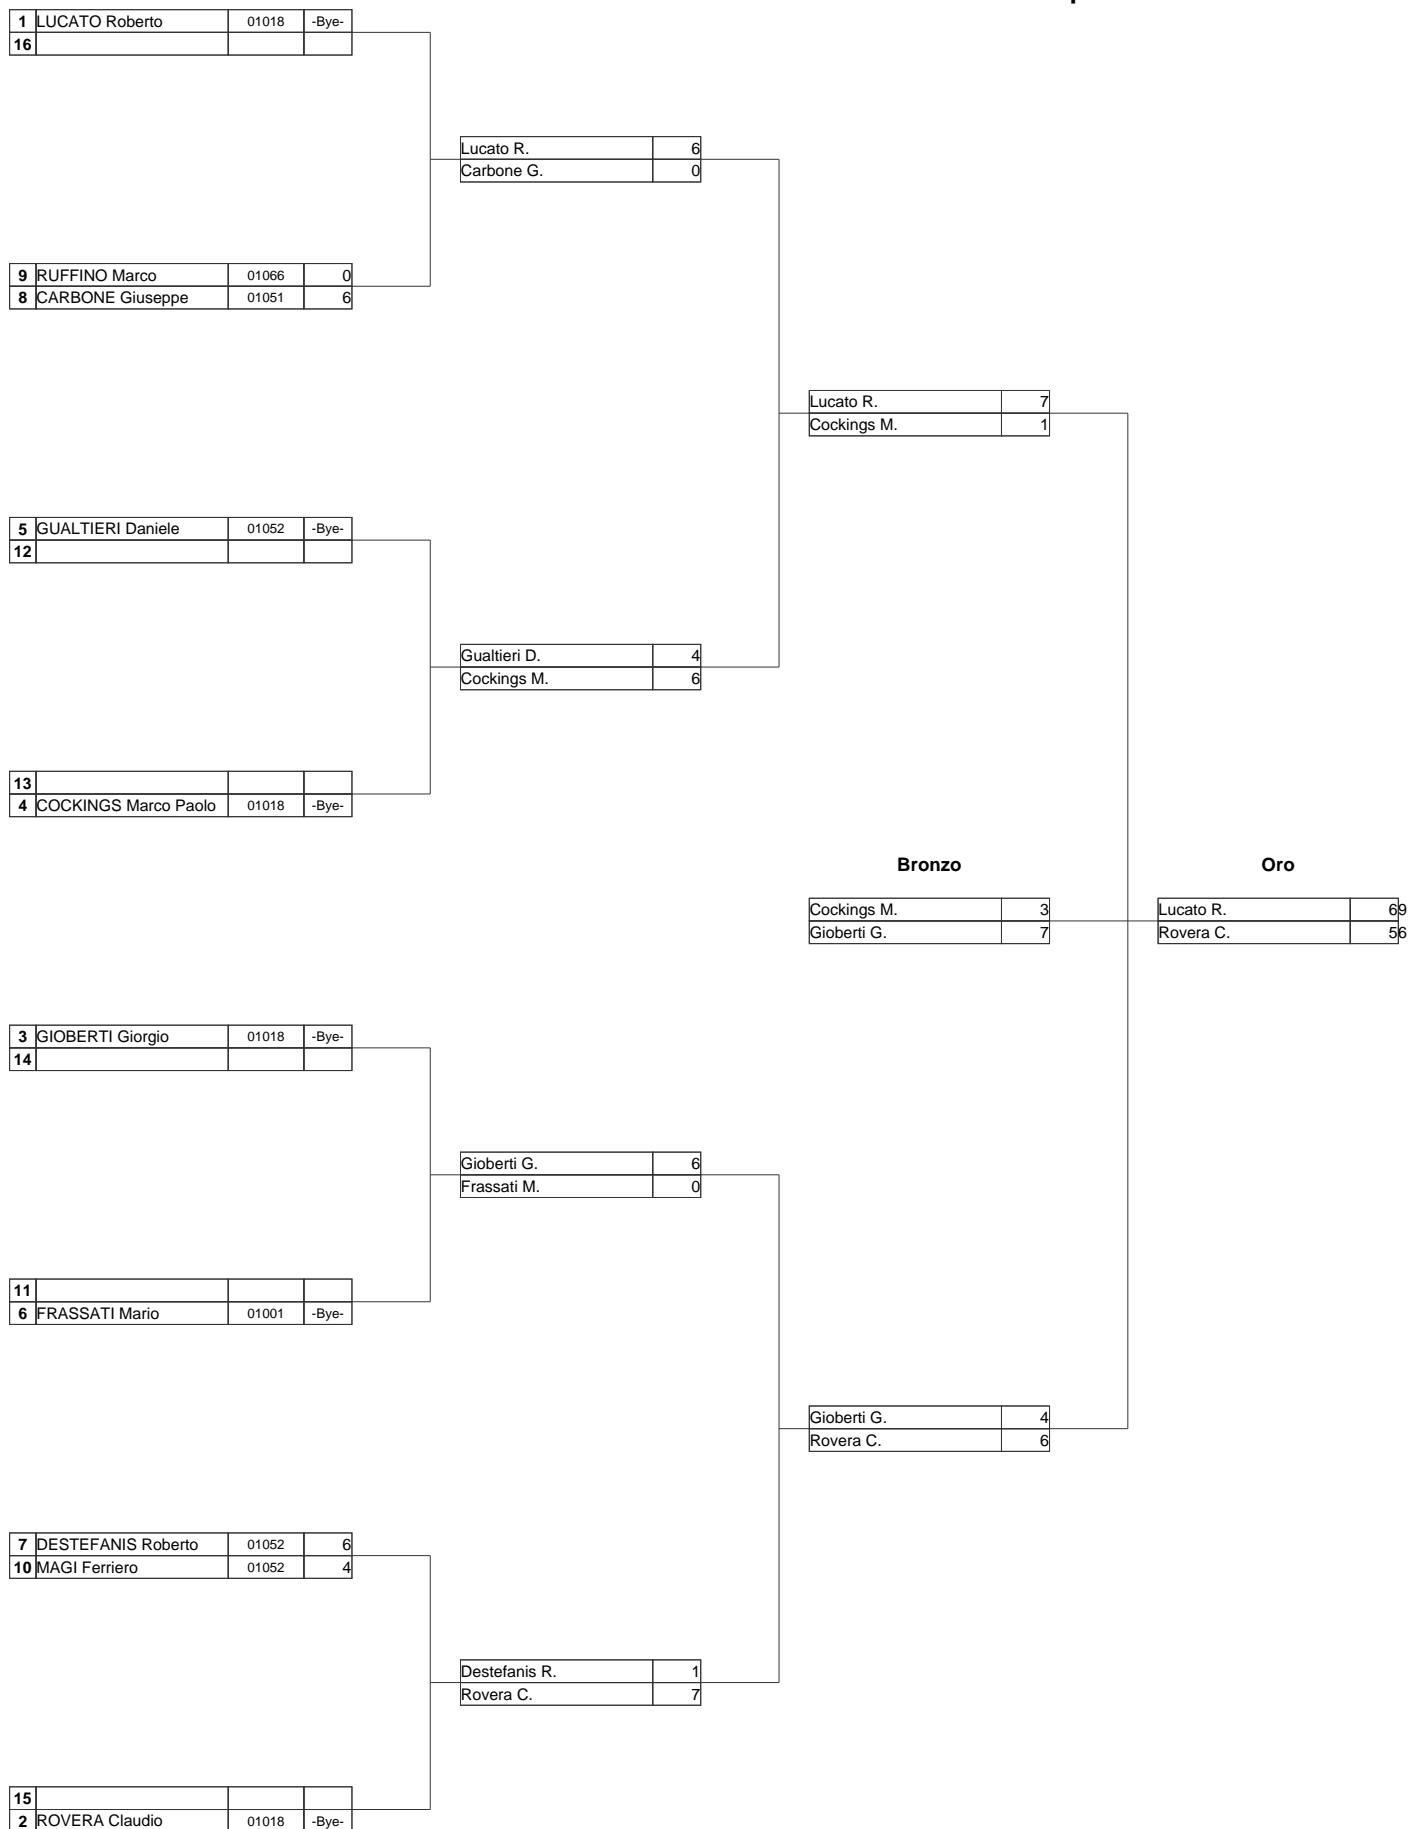 1 LUCATO Roberto 01018 -Bye-
16
Lucato R. 6
Carbone G. 0
9 RUFFINO Marco 01066 0
8 CARBONE Giuseppe 01051 6
Lucato R. 7
Cockings M. 1
5 GUALTIERI Daniele 01052 -Bye-
12
Gualtieri D. 4
Cockings M. 6
13
4 COCKINGS Marco Paolo 01018 -Bye-
Bronzo Oro
Cockings M. 3 Lucato R. 69
Gioberti G. 7 Rovera C. 56
3 GIOBERTI Giorgio 01018 -Bye-
14
Gioberti G. 6
Frassati M. 0
11
6 FRASSATI Mario 01001 -Bye-
Gioberti G. 4
Rovera C. 6
7 DESTEFANIS Roberto 01052 6
10 MAGI Ferriero 01052 4
Destefanis R. 1
Rovera C. 7
15
2 ROVERA Claudio 01018 -Bye-